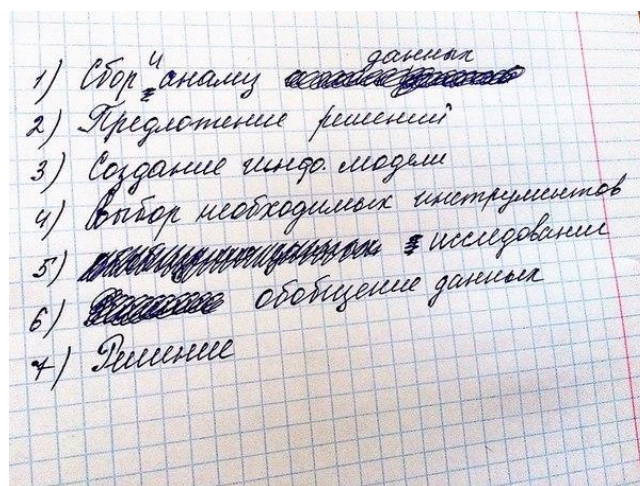 1) Сбор и анализ данных
2) Предложение решений
3) Создание инфо. модели
4) Выбор необходимых инструментов
5) исследование
6) обобщение данных
7) Решение